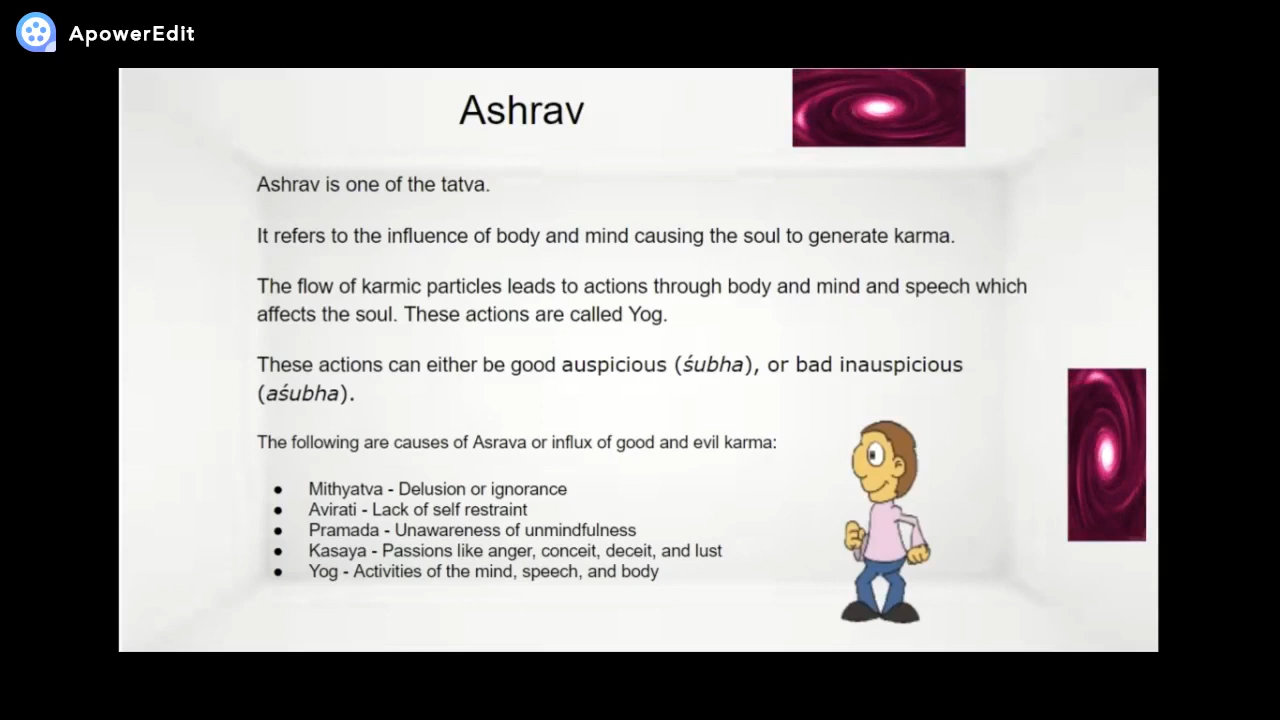 ApowerEdit
Ashrav
Ashrav is one of the tatva.
It refers to the influence of body and mind causing the soul to generate karma.
The flow of karmic particles leads to actions through body and mind and speech which
affects the soul. These actions are called Yog.
These actions can either be good auspicious (śubha), or bad inauspicious
(aśubha).
The following are causes of Asrava or influx of good and evil karma:
● Mithyatva - Delusion or ignorance
● Avirati - Lack of self restraint
● Pramada - Unawareness of unmindfulness
● Kasaya - Passions like anger, conceit, deceit, and lust
● Yog - Activities of the mind, speech, and body